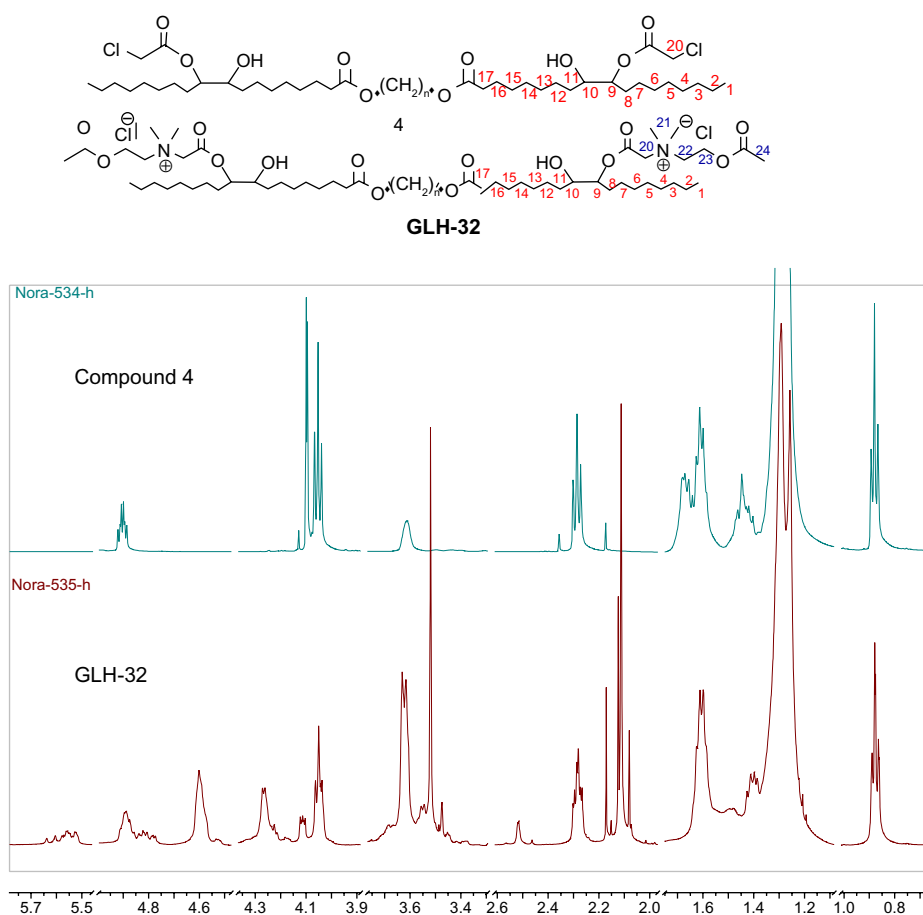 O O
Cl O OH O O HO O 20 Cl
O (CH2)n O 17 15 13 11 O 6 4 2
16 14 12 10 9 8 7 5 3 1
4
O Cl ⊖ N ⊕ O O OH O O HO O 20 N ⊕ 21 ⊖ Cl 22 23 O O 24
O (CH2)n O 17 15 13 11 8 6 4 2
16 14 12 10 9 7 5 3 1
GLH-32
Nora-534-h
Compound 4
Nora-535-h
GLH-32
5.7 5.5 4.8 4.6 4.3 4.1 3.9 3.6 3.4 2.6 2.4 2.2 2.0 1.6 1.4 1.2 1.0 0.8